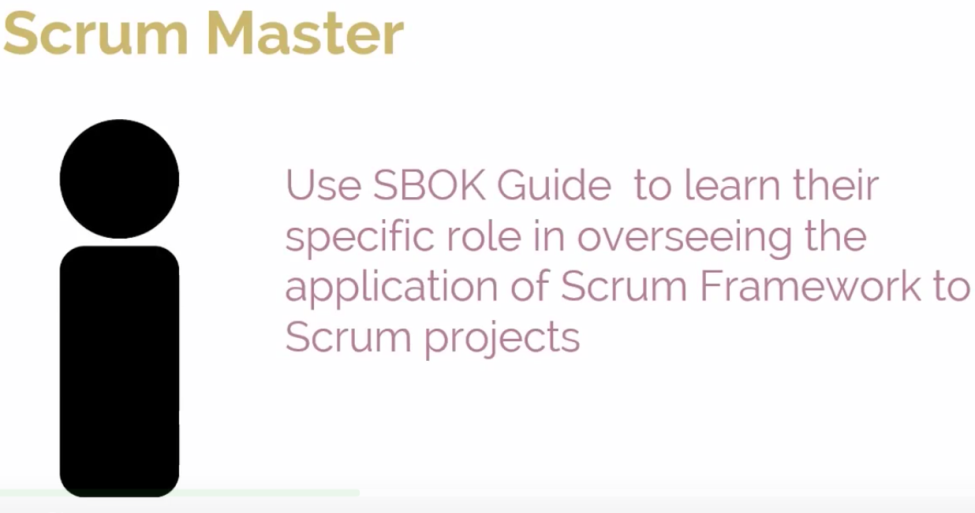 Scrum Master
Use SBOK Guide to learn their
specific role in overseeing the
application of Scrum Framework to
Scrum projects